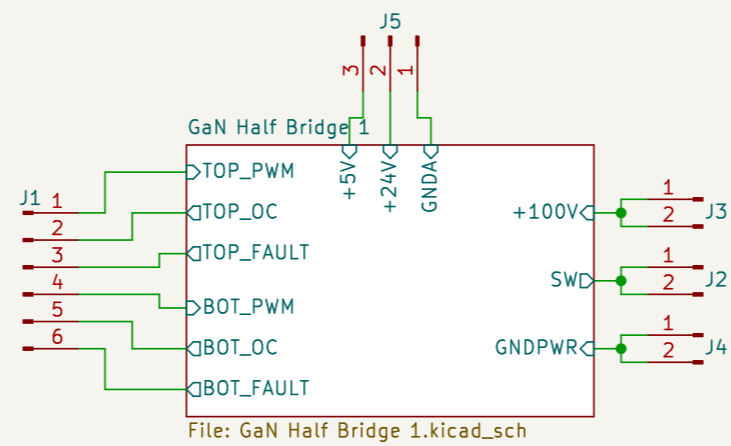 J5
3
2
1
GaN Half Bridge 1
+5V
+24V
GNDA
J1
1
2
3
4
5
6
TOP_PWM
TOP_OC
TOP_FAULT
BOT_PWM
BOT_OC
BOT_FAULT
+100V
SW
GNDPWR
1
2
J3
1
2
J2
1
2
J4
File: GaN Half Bridge 1.kicad_sch